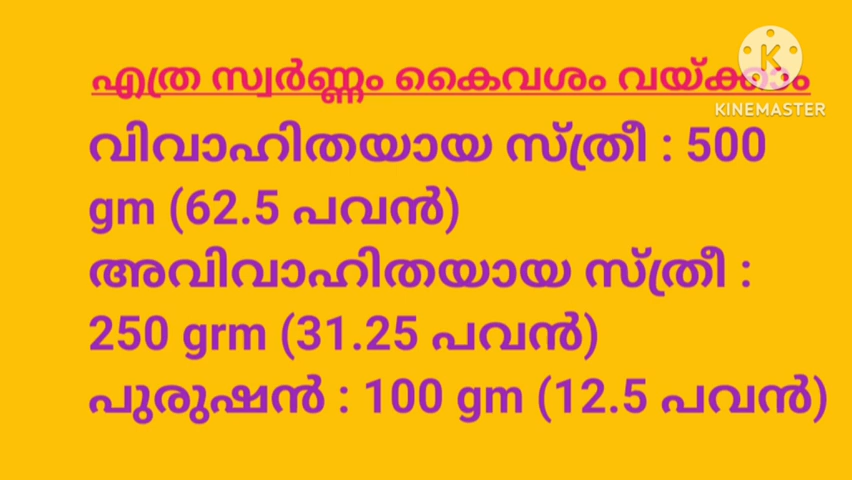 എത്ര സ്വർണ്ണം കൈവശം വയ്ക്കാം
KINEMASTER
വിവാഹിതയായ സ്ത്രീ : 500
gm (62.5 പവൻ)
അവിവാഹിതയായ സ്ത്രീ :
250 grm (31.25 പവൻ)
പുരുഷൻ : 100 gm (12.5 പവൻ)